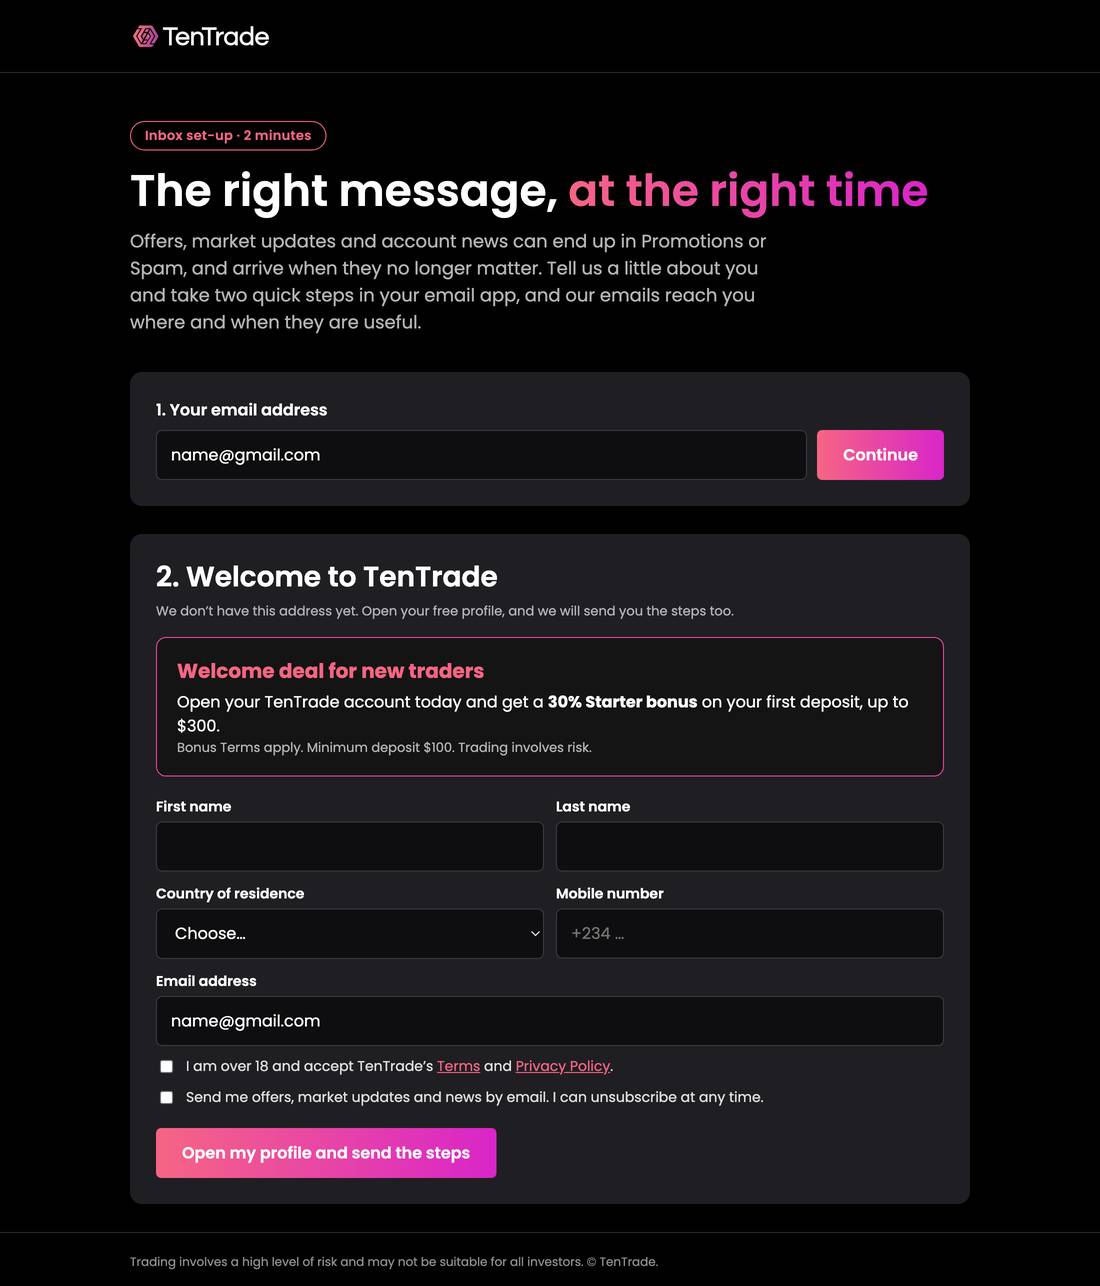 TenTrade
Inbox set-up · 2 minutes
The right message, at the right time
Offers, market updates and account news can end up in Promotions or
Spam, and arrive when they no longer matter. Tell us a little about you
and take two quick steps in your email app, and our emails reach you
where and when they are useful.
1. Your email address
name@gmail.com
Continue
2. Welcome to TenTrade
We don’t have this address yet. Open your free profile, and we will send you the steps too.
Welcome deal for new traders
Open your TenTrade account today and get a 30% Starter bonus on your first deposit, up to
$300.
Bonus Terms apply. Minimum deposit $100. Trading involves risk.
First name
Last name
Country of residence
Mobile number
Choose...
+234 ...
Email address
name@gmail.com
I am over 18 and accept TenTrade’s Terms and Privacy Policy.
Send me offers, market updates and news by email. I can unsubscribe at any time.
Open my profile and send the steps
Trading involves a high level of risk and may not be suitable for all investors. © TenTrade.